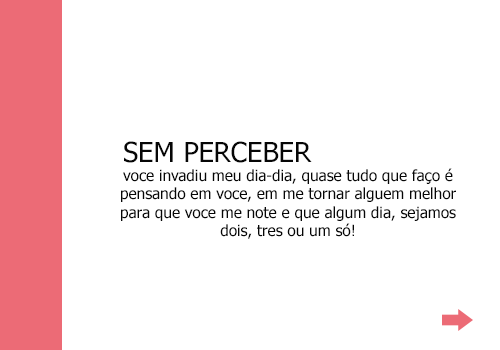 SEM PERCEBER
voce invadiu meu dia-dia, quase tudo que faço é
pensando em voce, em me tornar alguem melhor
para que voce me note e que algum dia, sejamos
dois, tres ou um só!